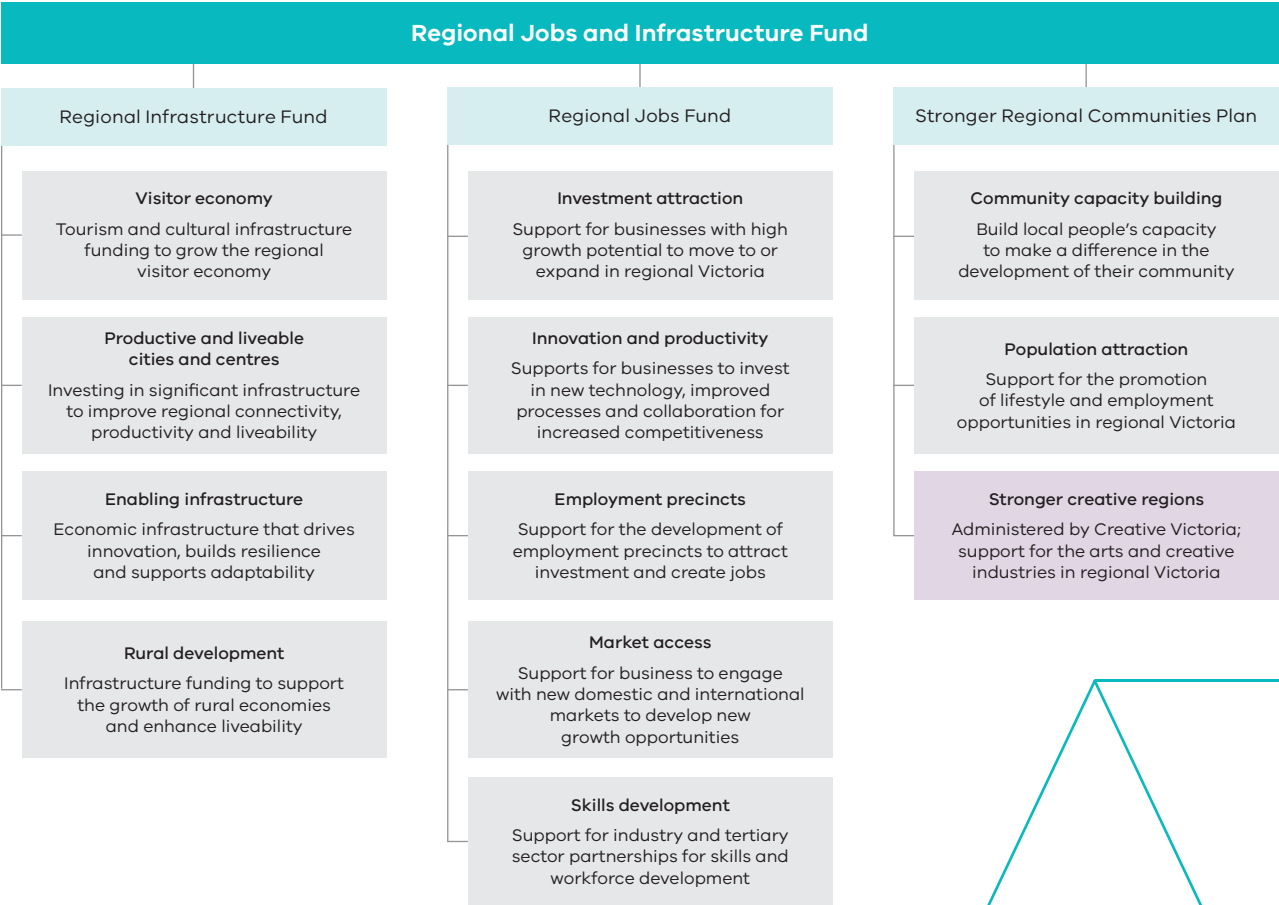 Regional Jobs and Infrastructure Fund
Regional Infrastructure Fund
Visitor economy
Tourism and cultural infrastructure
funding to grow the regional
visitor economy
Productive and liveable
cities and centres
Investing in significant infrastructure
to improve regional connectivity,
productivity and liveability
Enabling infrastructure
Economic infrastructure that drives
innovation, builds resilience
and supports adaptability
Rural development
Infrastructure funding to support
the growth of rural economies
and enhance liveability
Regional Jobs Fund
Investment attraction
Support for businesses with high
growth potential to move to or
expand in regional Victoria
Innovation and productivity
Supports for businesses to invest
in new technology, improved
processes and collaboration for
increased competitiveness
Employment precincts
Support for the development of
employment precincts to attract
investment and create jobs
Market access
Support for business to engage
with new domestic and international
markets to develop new
growth opportunities
Skills development
Support for industry and tertiary
sector partnerships for skills and
workforce development
Stronger Regional Communities Plan
Community capacity building
Build local people's capacity
to make a difference in the
development of their community
Population attraction
Support for the promotion
of lifestyle and employment
opportunities in regional Victoria
Stronger creative regions
Administered by Creative Victoria;
support for the arts and creative
industries in regional Victoria